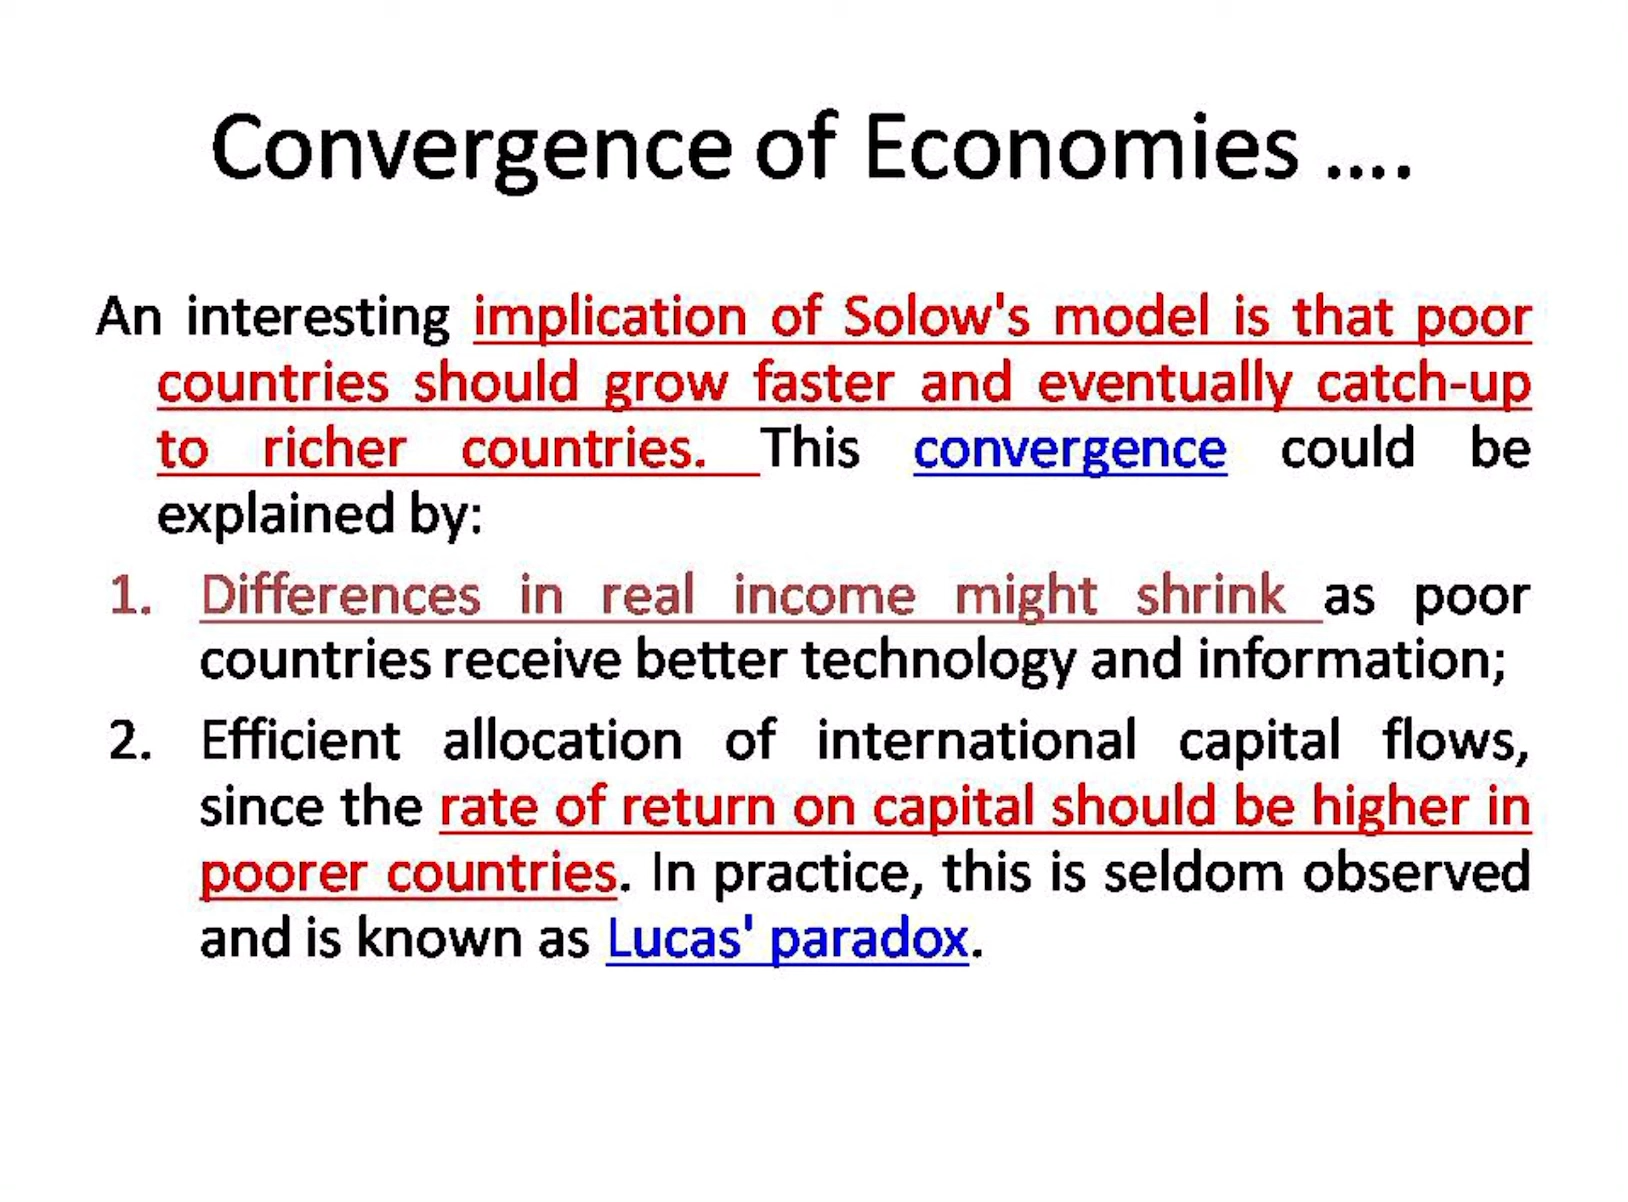 Convergence of Economies ....
An interesting implication of Solow's model is that poor
countries should grow faster and eventually catch-up
to richer countries. This convergence could be
explained by:
1. Differences in real income might shrink as poor
countries receive better technology and information;
2. Efficient allocation of international capital flows,
since the rate of return on capital should be higher in
poorer countries. In practice, this is seldom observed
and is known as Lucas' paradox.